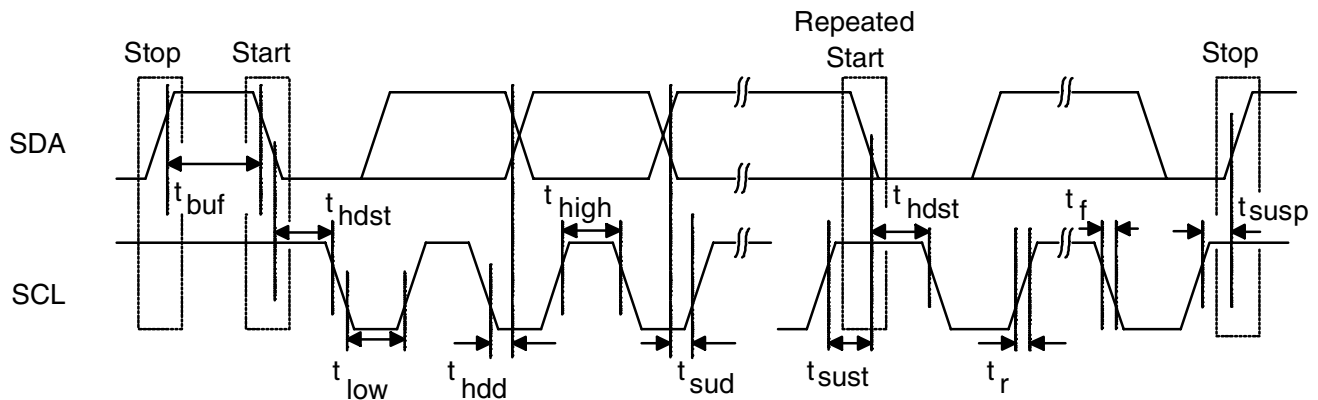 Repeated
Stop Start Start Stop
SDA
t buf t hdst t high t hdst t f t susp
SCL
t low t hdd t sud t sust t r